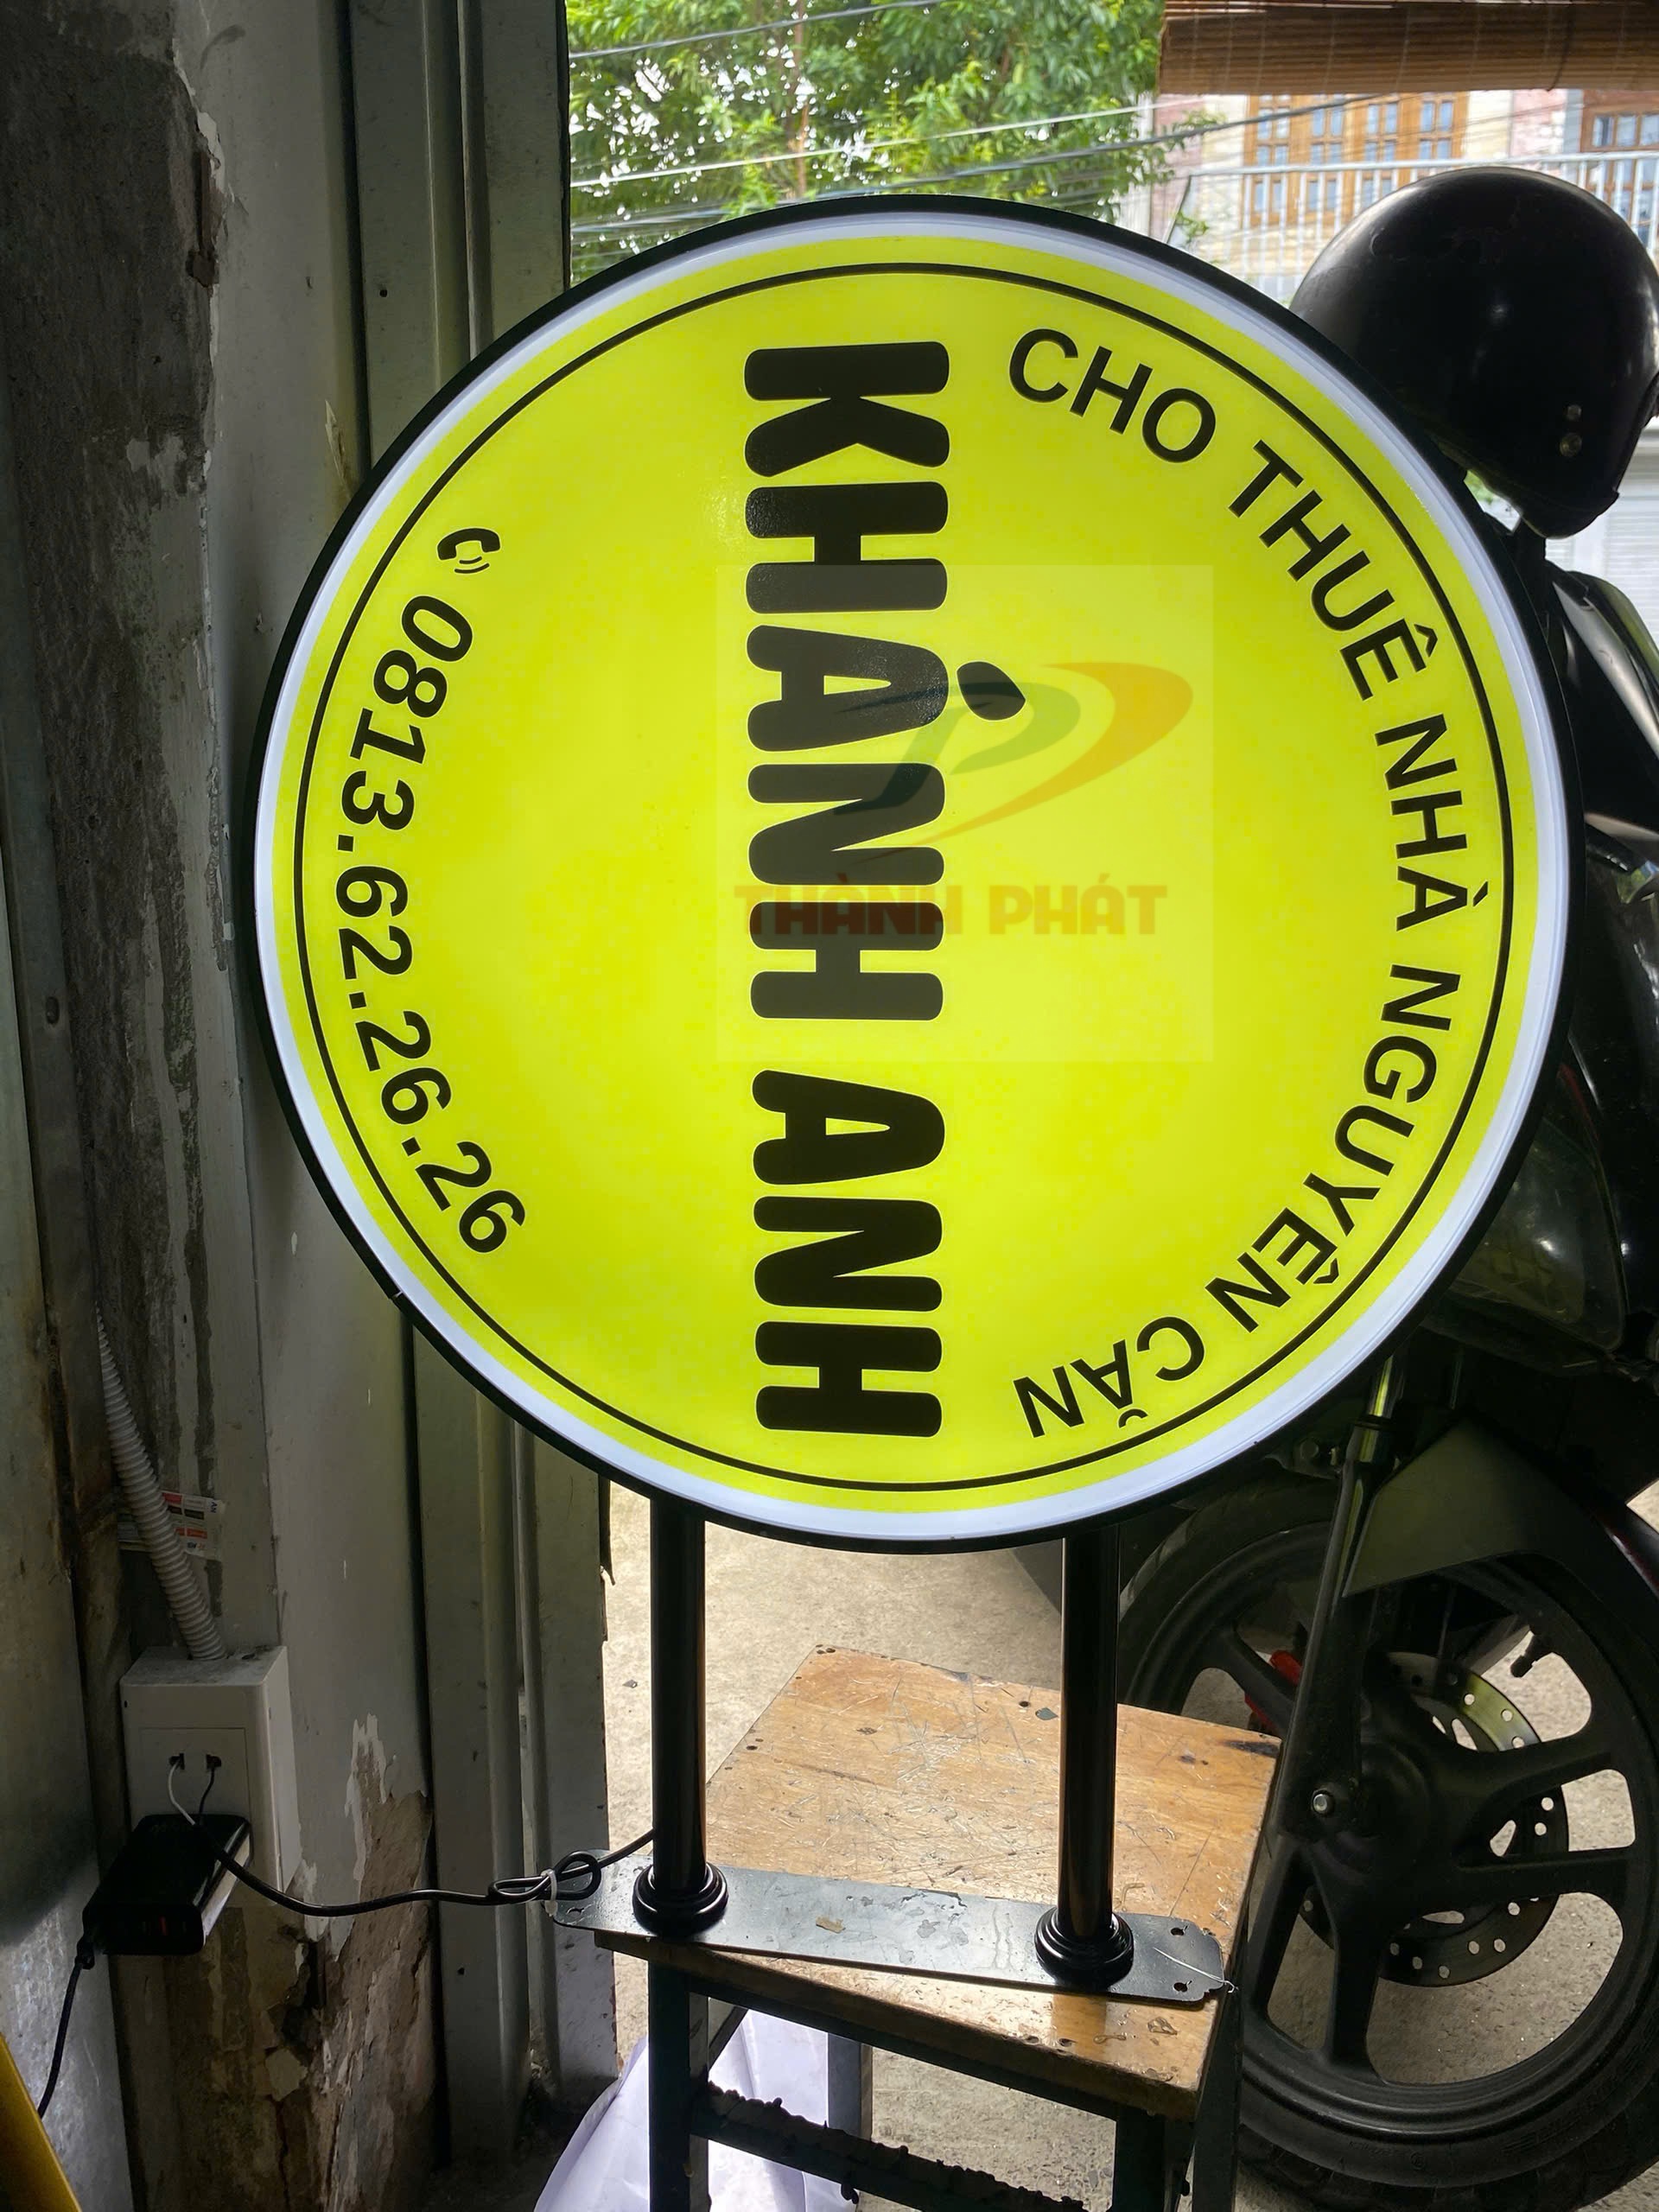 CHO THUÊ NHÀ NGUYÊN CĂN
KHÁNH ANH
0813.62.26.26
THÀNH PHÁT